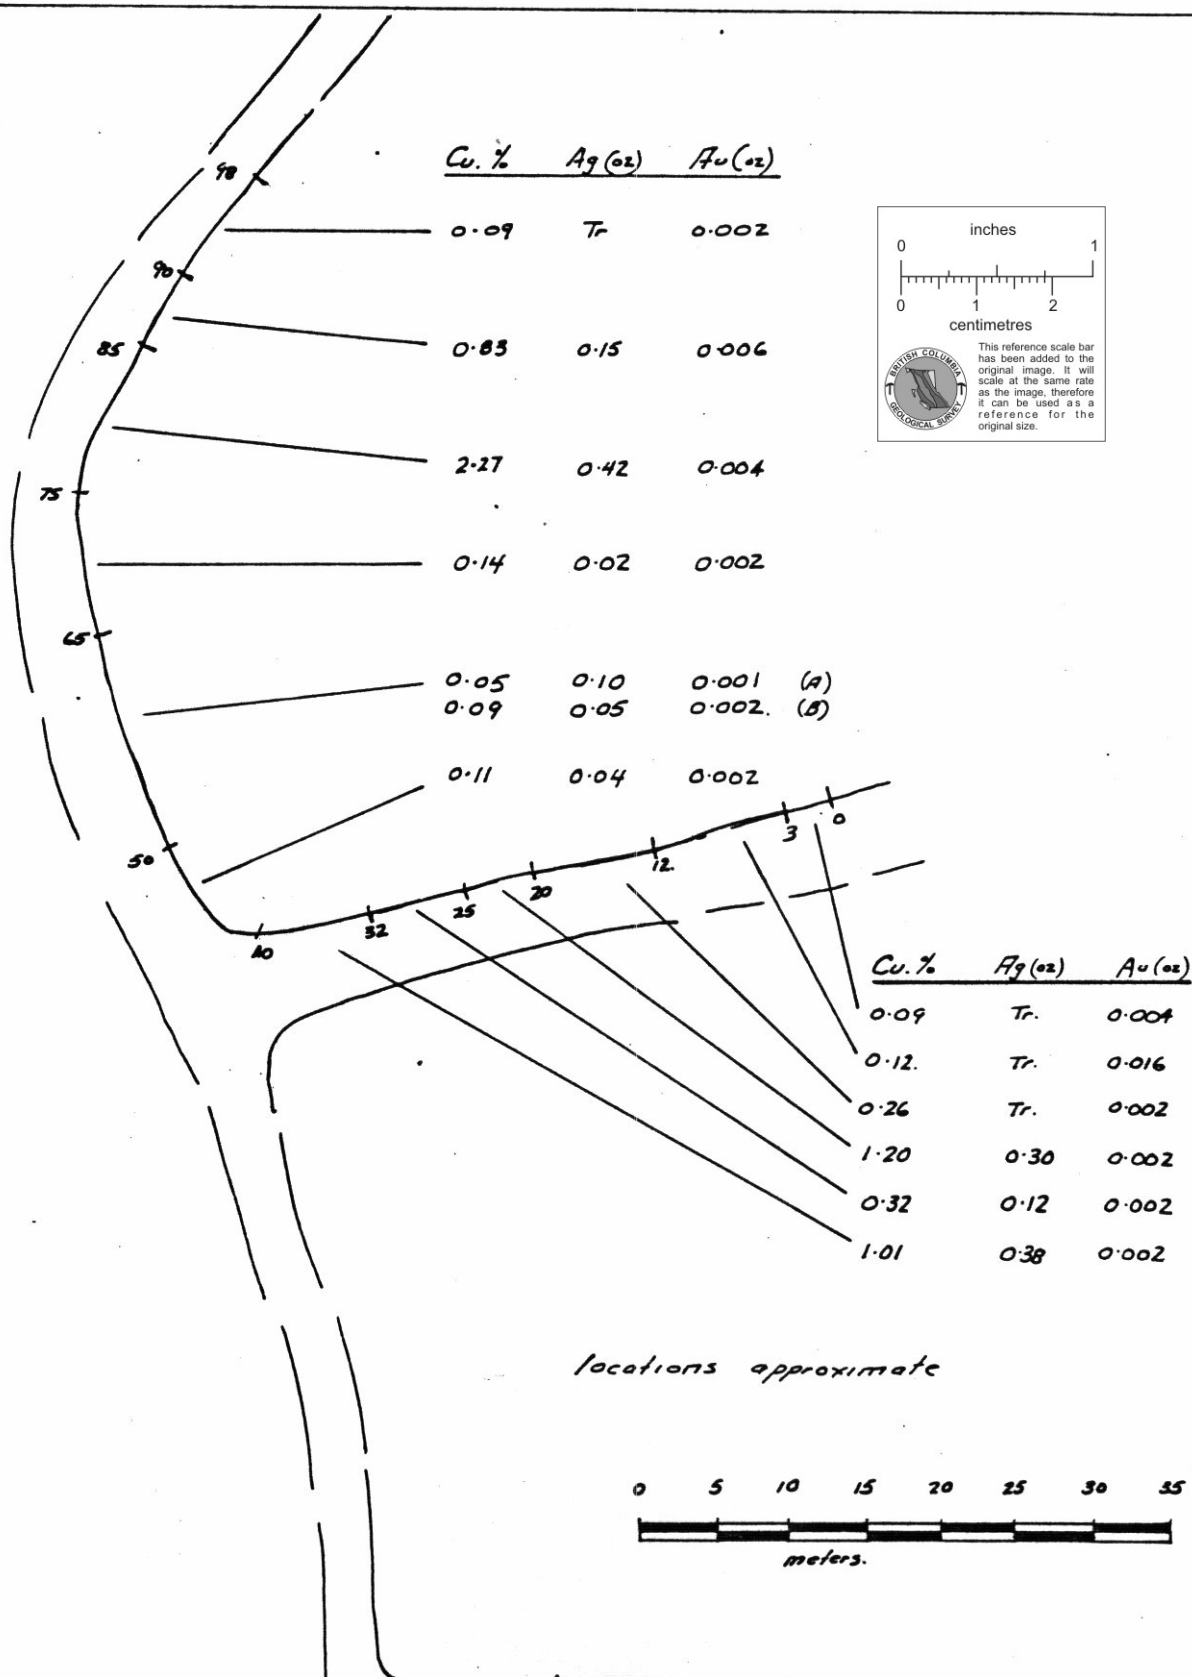 Cu. % Ag (oz) Au (oz)
98
0.09 Tr 0.002
90
0.83 0.15 0.006
85
2.27 0.42 0.004
75
0.14 0.02 0.002
65
0.05 0.10 0.001 (A)
0.09 0.05 0.002. (B)
0.11 0.04 0.002
50
40
32
25
20
12.
3
0
Cu. % Ag (oz) Au (oz)
0.09 Tr. 0.004
0.12. Tr. 0.016
0.26 Tr. 0.002
1.20 0.30 0.002
0.32 0.12 0.002
1.01 0.38 0.002
locations approximate
0 5 10 15 20 25 30 35
meters.
inches
0 1
0 1 2
centimetres
BRITISH COLUMBIA
GEOLOGICAL SURVEY
This reference scale bar
has been added to the
original image. It will
scale at the same rate
as the image, therefore
it can be used as a
reference for the
original size.